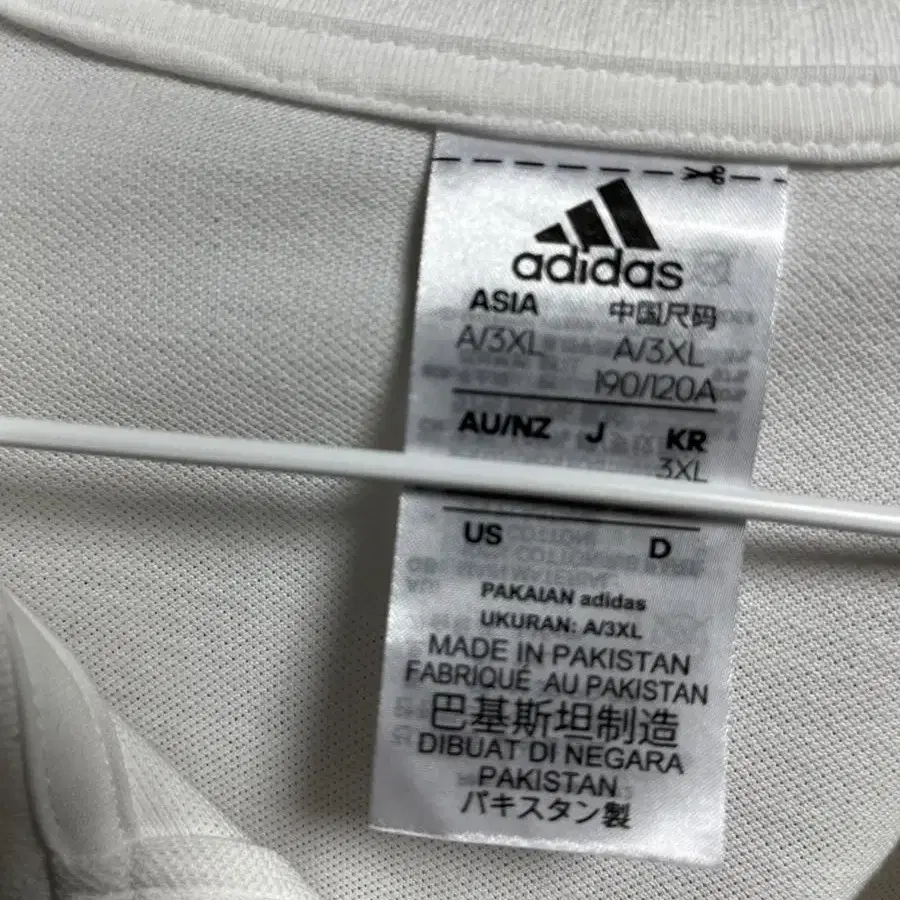 adidas
ASIA 中国尺码
A/3XL A/3XL
190/120A
AU/NZ J KR
3XL
US D
PAKAIAN adidas
UKURAN: A/3XL
MADE IN PAKISTAN
FABRIQUÉ AU PAKISTAN
巴基斯坦制造
DIBUAT DI NEGARA
PAKISTAN
パキスタン製